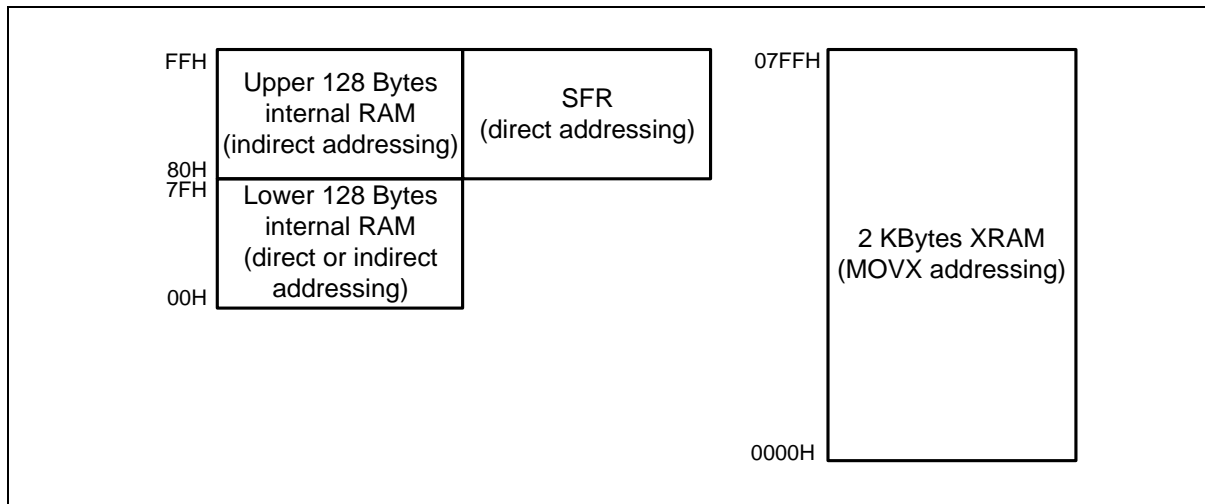 FFH
Upper 128 Bytes
internal RAM
(indirect addressing)
SFR
(direct addressing)
80H
7FH
Lower 128 Bytes
internal RAM
(direct or indirect
addressing)
00H
07FFH
2 KBytes XRAM
(MOVX addressing)
0000H